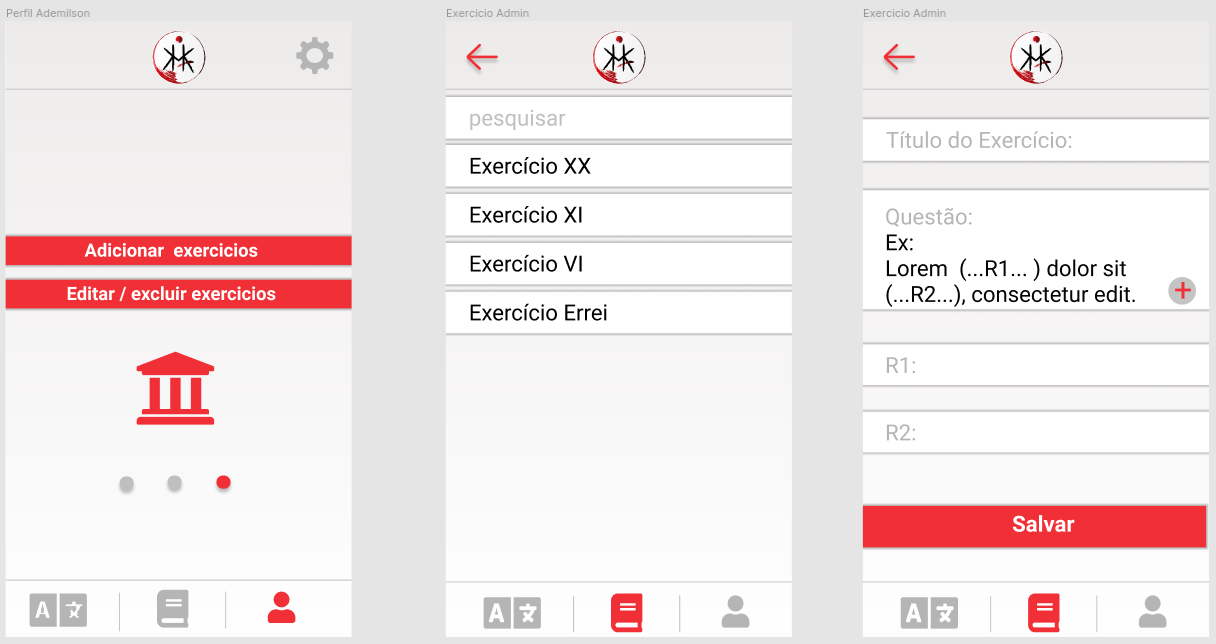 Perfil Ademilson
Adicionar exercicios
Editar / excluir exercicios
A 文
Exercicio Admin
pesquisar
Exercício XX
Exercício XI
Exercício VI
Exercício Errei
A 文
Exercicio Admin
Título do Exercício:
Questão:
Ex:
Lorem (...R1... ) dolor sit
(...R2...), consectetur edit.
R1:
R2:
Salvar
A 文